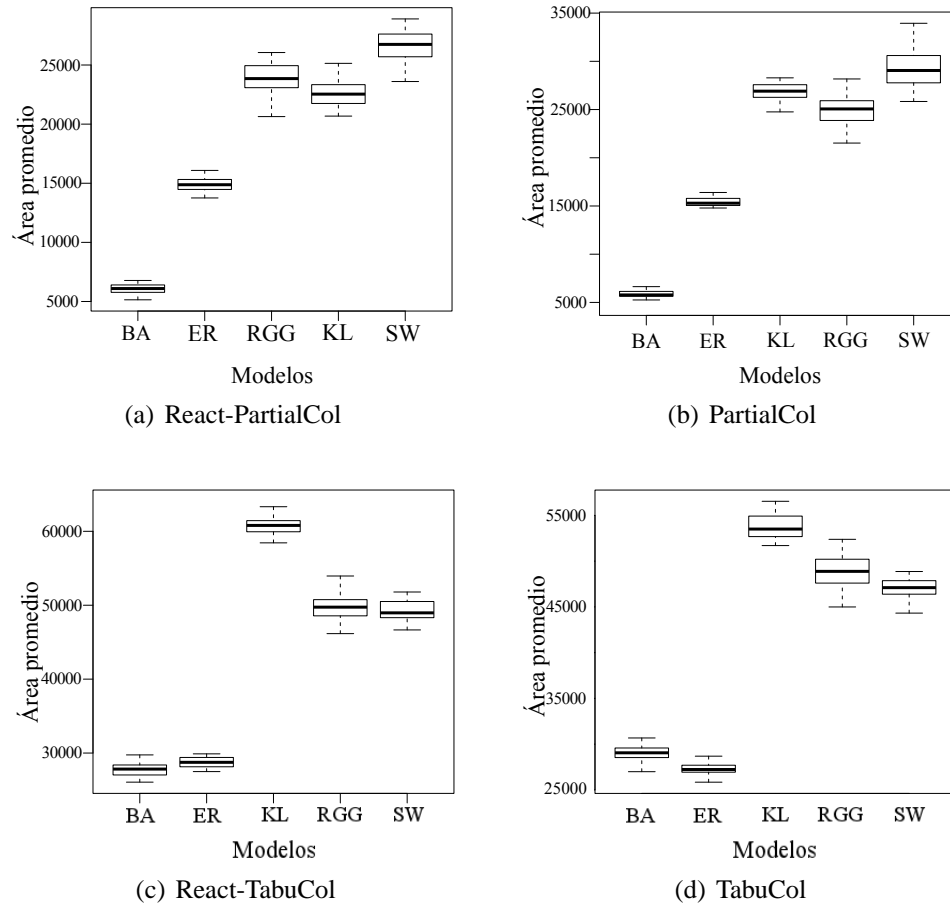 Área promedio
25000
20000
15000
10000
5000
BA ER RGG KL SW
Modelos
(a) React-PartialCol
Área promedio
35000
25000
15000
5000
BA ER KL RGG SW
Modelos
(b) PartialCol
Área promedio
60000
50000
40000
30000
BA ER KL RGG SW
Modelos
(c) React-TabuCol
Área promedio
55000
45000
35000
25000
BA ER KL RGG SW
Modelos
(d) TabuCol